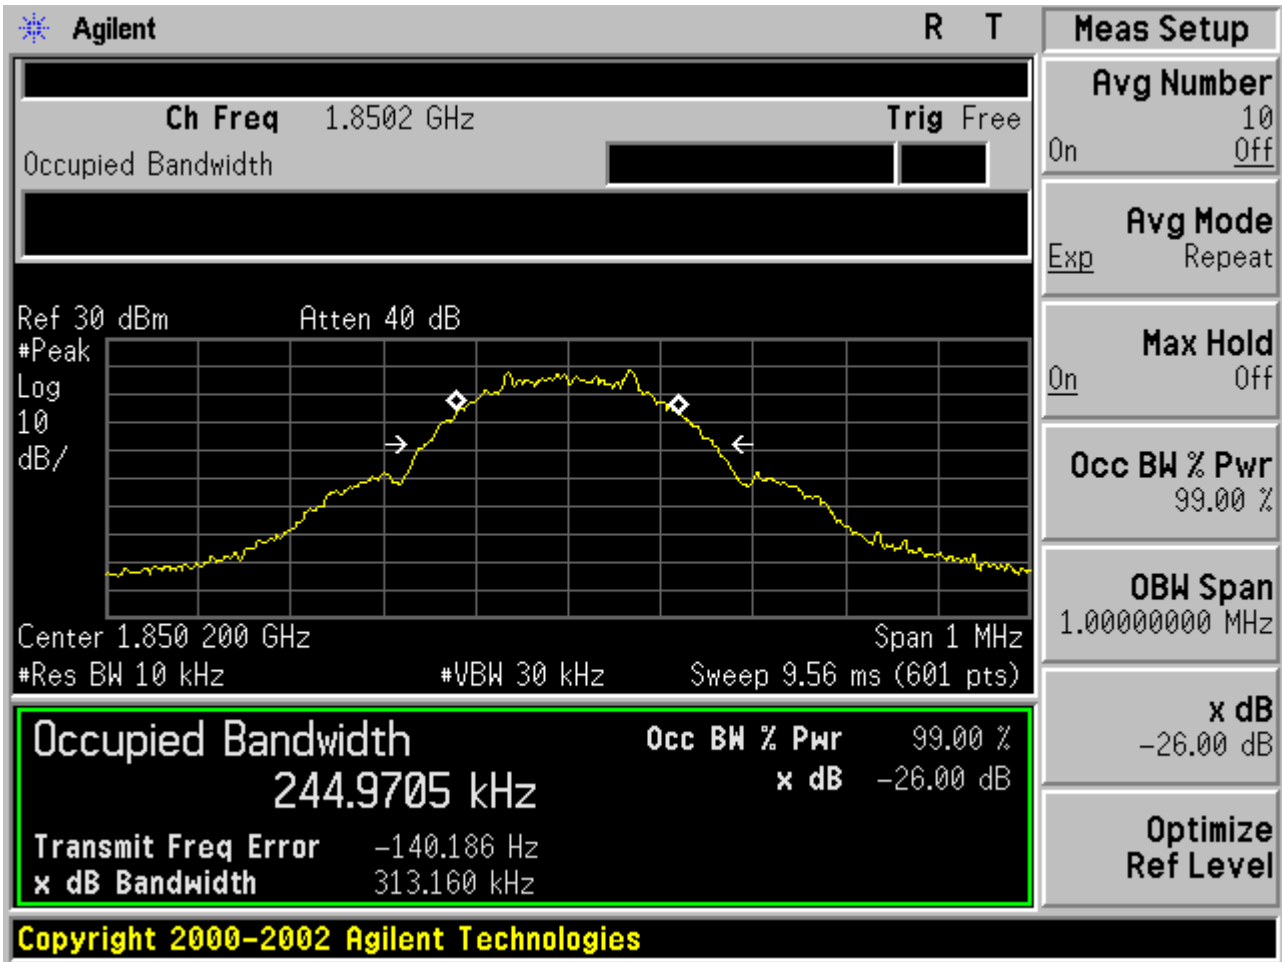 Agilent R T
Ch Freq 1.8502 GHz Trig Free
Occupied Bandwidth
Ref 30 dBm Atten 40 dB
#Peak
Log
10
dB/
Center 1.850 200 GHz Span 1 MHz
#Res BW 10 kHz #VBW 30 kHz Sweep 9.56 ms (601 pts)
Occupied Bandwidth Occ BW % Pwr 99.00 %
244.9705 kHz x dB -26.00 dB
Transmit Freq Error -140.186 Hz
x dB Bandwidth 313.160 kHz
Copyright 2000-2002 Agilent Technologies
Meas Setup
Avg Number
10
On Off
Avg Mode
Exp Repeat
Max Hold
On Off
Occ BW % Pwr
99.00 %
OBW Span
1.00000000 MHz
x dB
-26.00 dB
Optimize
Ref Level